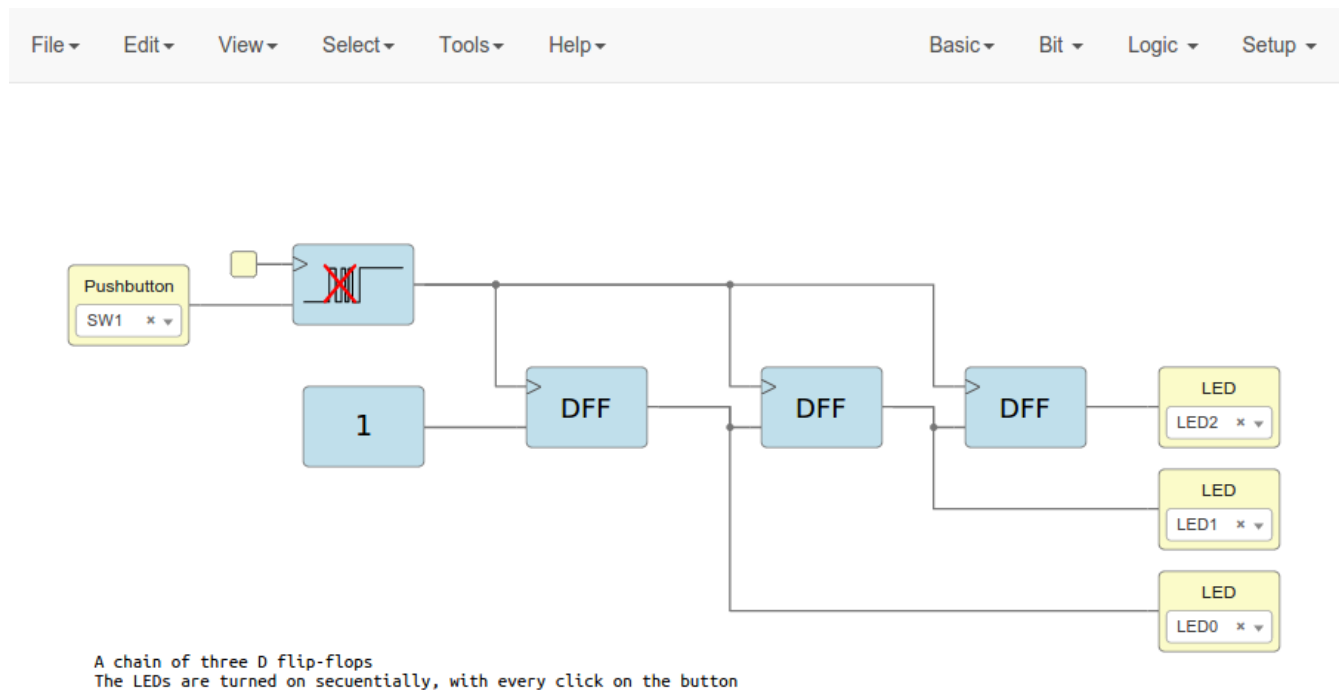 File Edit View Select Tools Help Basic Bit Logic Setup
Pushbutton
SW1
1
DFF
DFF
DFF
LED
LED2
LED
LED1
LED
LED0
A chain of three D flip-flops
The LEDs are turned on secuentially, with every click on the button